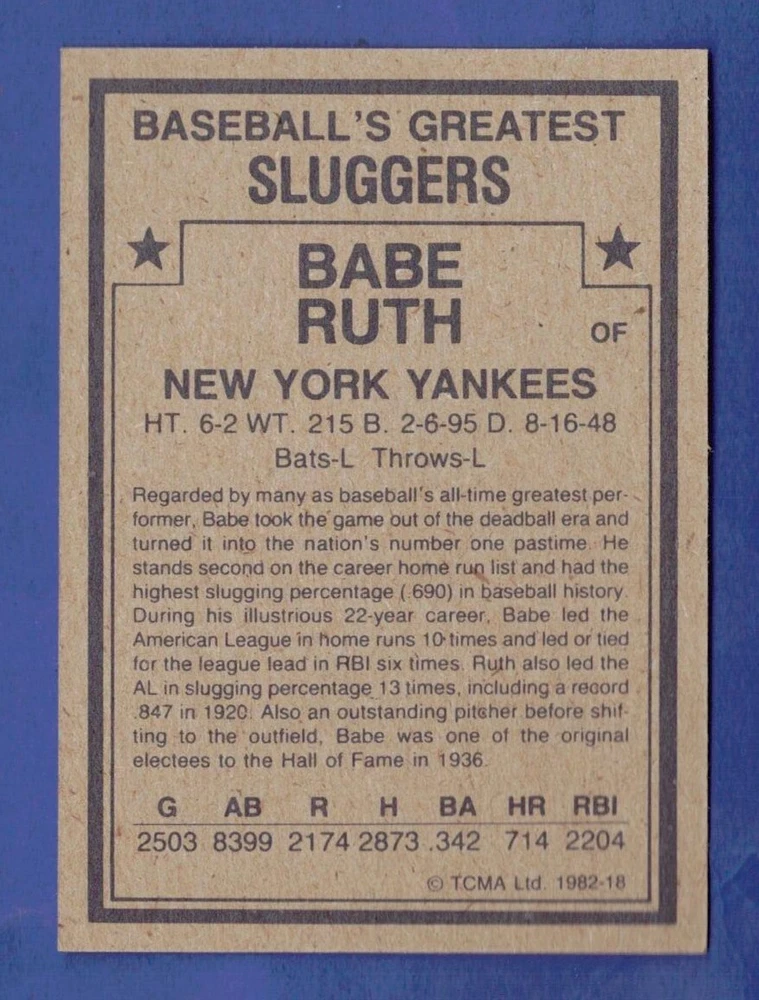 BASEBALL'S GREATEST
SLUGGERS
BABE
RUTH
OF
NEW YORK YANKEES
HT. 6-2 WT. 215 B. 2-6-95 D. 8-16-48
Bats-L Throws-L
Regarded by many as baseball's all-time greatest per-
former, Babe took the game out of the deadball era and
turned it into the nation's number one pastime. He
stands second on the career home run list and had the
highest slugging percentage (.690) in baseball history.
During his illustrious 22-year career, Babe led the
American League in home runs 10 times and led or tied
for the league lead in RBI six times. Ruth also led the
AL in slugging percentage 13 times, including a record
.847 in 1920. Also an outstanding pitcher before shif-
ting to the outfield, Babe was one of the original
electees to the Hall of Fame in 1936.
G AB R H BA HR RBI
2503 8399 2174 2873 .342 714 2204
© TCMA Ltd. 1982-18